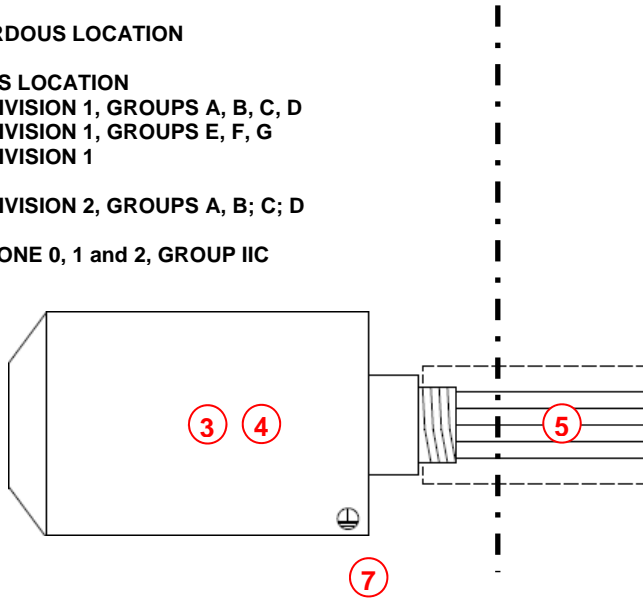 RDOUS LOCATION
S LOCATION
IVISION 1, GROUPS A, B, C, D
IVISION 1, GROUPS E, F, G
IVISION 1
IVISION 2, GROUPS A, B; C; D
ONE 0, 1 and 2, GROUP IIC
3 4 5
7